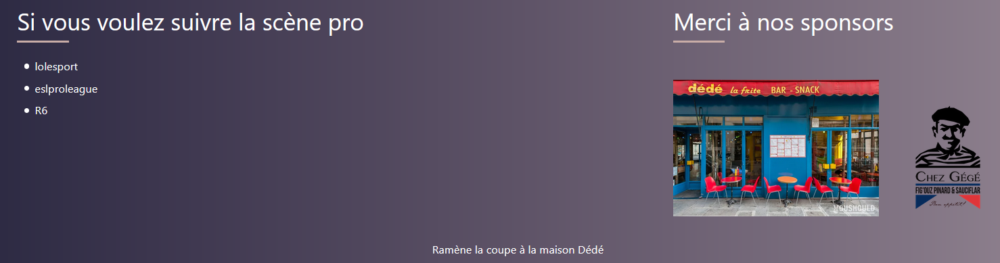 Si vous voulez suivre la scène pro
lolesport
eslproleague
R6
Merci à nos sponsors
dédé la frite BAR - SNACK
YOUSHOULD
CHEZ GÉGÉ
FIG'OUZ PINARD & SAUCIFLAR
Bon appétit!
Ramène la coupe à la maison Dédé